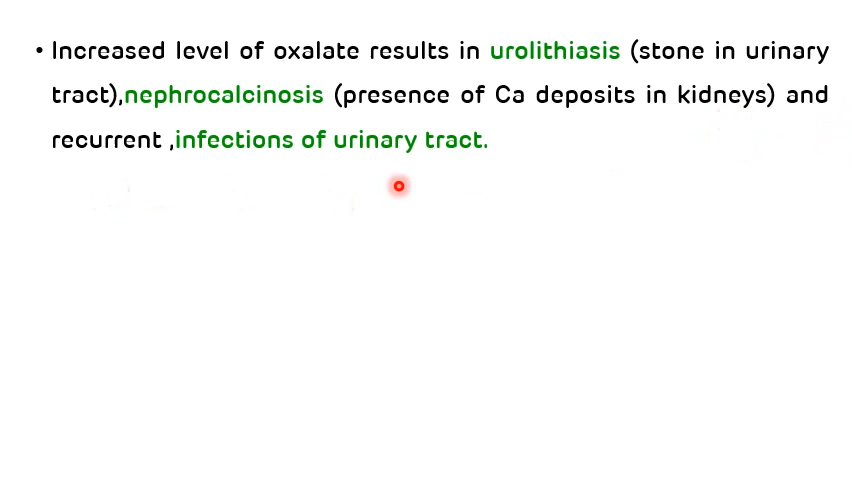 • Increased level of oxalate results in urolithiasis (stone in urinary
tract),nephrocalcinosis (presence of Ca deposits in kidneys) and
recurrent ,infections of urinary tract.